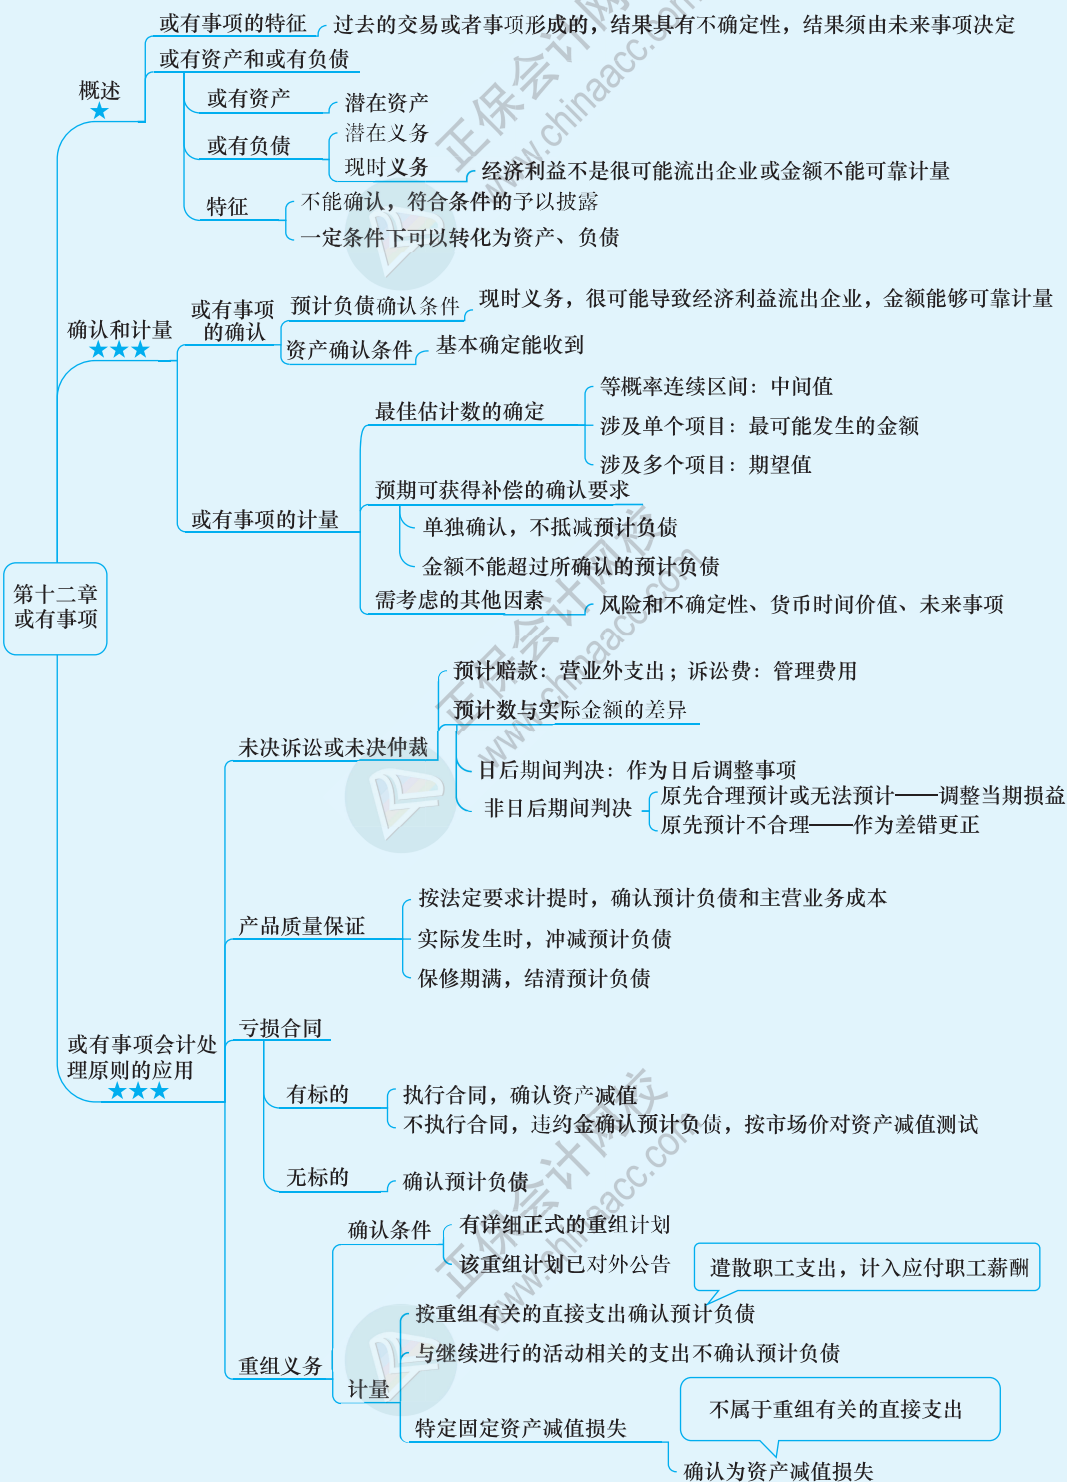 或有事项的特征
过去的交易或者事项形成的，结果具有不确定性，结果须由未来事项决定
或有资产和或有负债
概述
或有资产
潜在资产
或有负债
潜在义务
现时义务
经济利益不是很可能流出企业或金额不能可靠计量
特征
不能确认，符合条件的予以披露
一定条件下可以转化为资产、负债
确认和计量
或有事项
的确认
预计负债确认条件
现时义务，很可能导致经济利益流出企业，金额能够可靠计量
资产确认条件
基本确定能收到
最佳估计数的确定
等概率连续区间：中间值
涉及单个项目：最可能发生的金额
涉及多个项目：期望值
或有事项的计量
预期可获得补偿的确认要求
单独确认，不抵减预计负债
金额不能超过所确认的预计负债
需考虑的其他因素
风险和不确定性、货币时间价值、未来事项
第十二章
或有事项
未决诉讼或未决仲裁
预计赔款：营业外支出；诉讼费：管理费用
预计数与实际金额的差异
日后期间判决：作为日后调整事项
非日后期间判决
原先合理预计或无法预计——调整当期损益
原先预计不合理——作为差错更正
产品质量保证
按法定要求计提时，确认预计负债和主营业务成本
实际发生时，冲减预计负债
保修期满，结清预计负债
或有事项会计处
理原则的应用
亏损合同
有标的
执行合同，确认资产减值
不执行合同，违约金确认预计负债，按市场价对资产减值测试
无标的
确认预计负债
重组义务
确认条件
有详细正式的重组计划
该重组计划已对外公告
遣散职工支出，计入应付职工薪酬
计量
按重组有关的直接支出确认预计负债
与继续进行的活动相关的支出不确认预计负债
不属于重组有关的直接支出
特定固定资产减值损失
确认为资产减值损失
正保会计网校
www.chinaacc.com
正保会计网校
www.chinaacc.com
正保会计网校
www.chinaacc.com